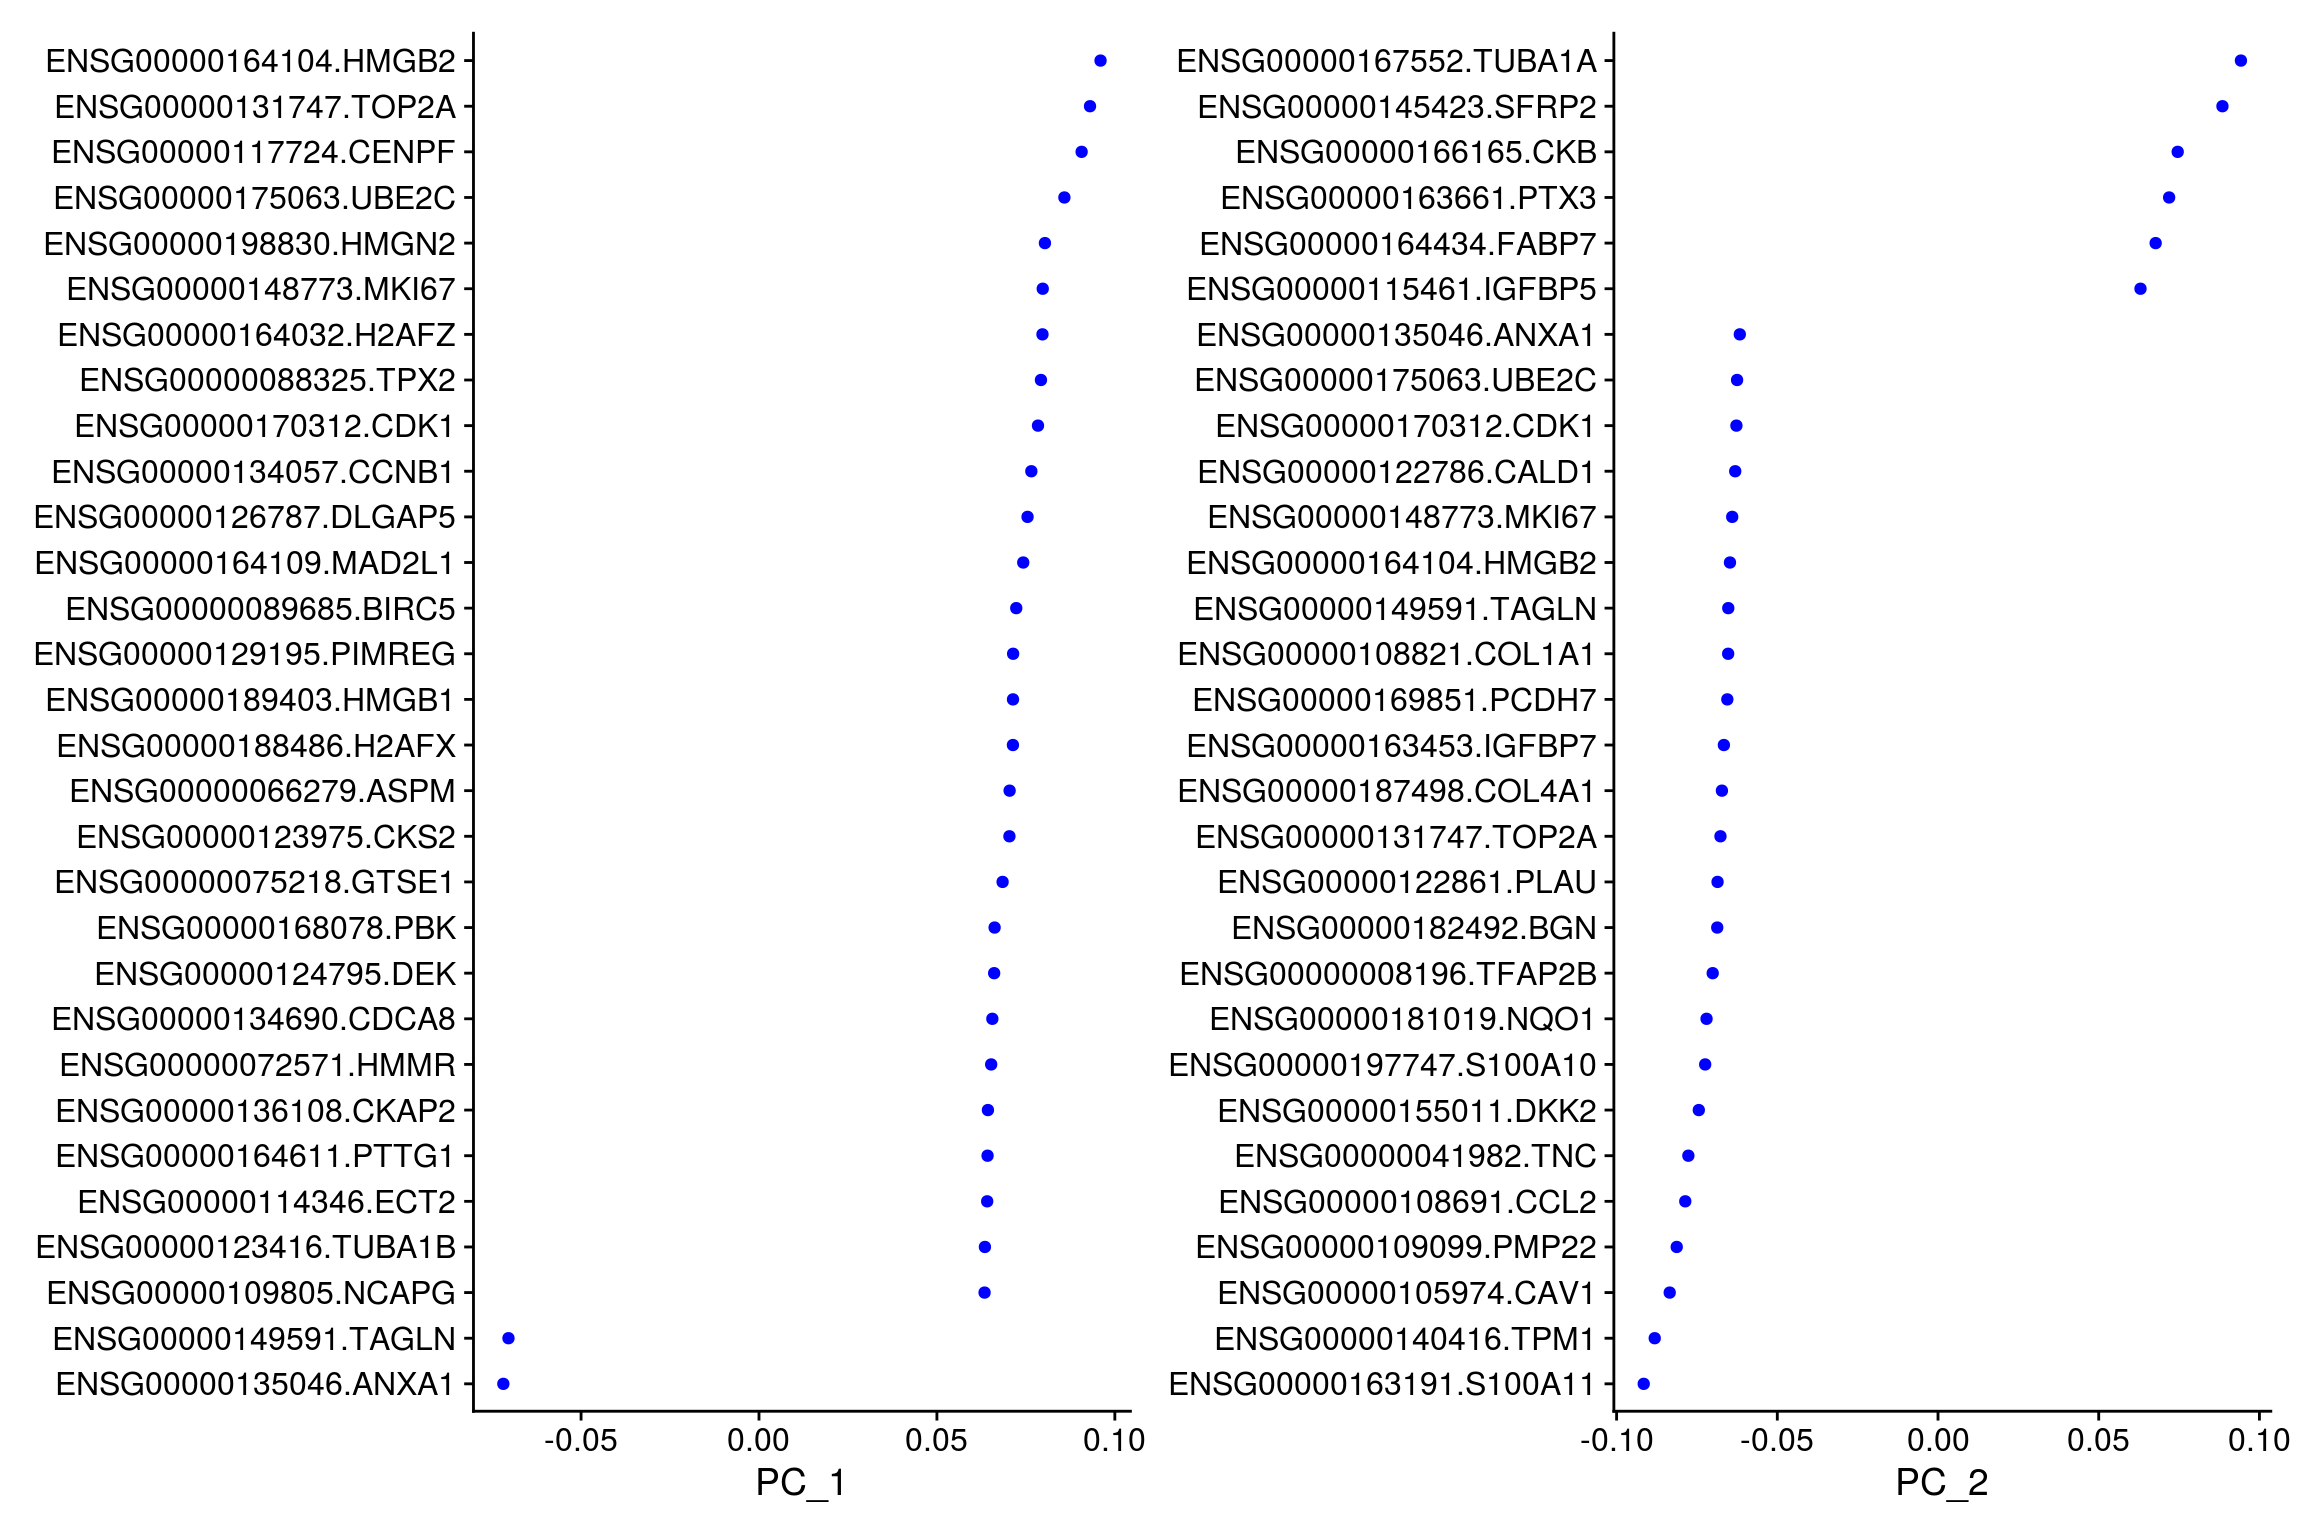 ENSG00000164104.HMGB2
ENSG00000131747.TOP2A
ENSG00000117724.CENPF
ENSG00000175063.UBE2C
ENSG00000198830.HMGN2
ENSG00000148773.MKI67
ENSG00000164032.H2AFZ
ENSG00000088325.TPX2
ENSG00000170312.CDK1
ENSG00000134057.CCNB1
ENSG00000126787.DLGAP5
ENSG00000164109.MAD2L1
ENSG00000089685.BIRC5
ENSG00000129195.PIMREG
ENSG00000189403.HMGB1
ENSG00000188486.H2AFX
ENSG00000066279.ASPM
ENSG00000123975.CKS2
ENSG00000075218.GTSE1
ENSG00000168078.PBK
ENSG00000124795.DEK
ENSG00000134690.CDCA8
ENSG00000072571.HMMR
ENSG00000136108.CKAP2
ENSG00000164611.PTTG1
ENSG00000114346.ECT2
ENSG00000123416.TUBA1B
ENSG00000109805.NCAPG
ENSG00000149591.TAGLN
ENSG00000135046.ANXA1
-0.05 0.00 0.05 0.10
PC_1
ENSG00000167552.TUBA1A
ENSG00000145423.SFRP2
ENSG00000166165.CKB
ENSG00000163661.PTX3
ENSG00000164434.FABP7
ENSG00000115461.IGFBP5
ENSG00000135046.ANXA1
ENSG00000175063.UBE2C
ENSG00000170312.CDK1
ENSG00000122786.CALD1
ENSG00000148773.MKI67
ENSG00000164104.HMGB2
ENSG00000149591.TAGLN
ENSG00000108821.COL1A1
ENSG00000169851.PCDH7
ENSG00000163453.IGFBP7
ENSG00000187498.COL4A1
ENSG00000131747.TOP2A
ENSG00000122861.PLAU
ENSG00000182492.BGN
ENSG00000008196.TFAP2B
ENSG00000181019.NQO1
ENSG00000197747.S100A10
ENSG00000155011.DKK2
ENSG00000041982.TNC
ENSG00000108691.CCL2
ENSG00000109099.PMP22
ENSG00000105974.CAV1
ENSG00000140416.TPM1
ENSG00000163191.S100A11
-0.10 -0.05 0.00 0.05 0.10
PC_2